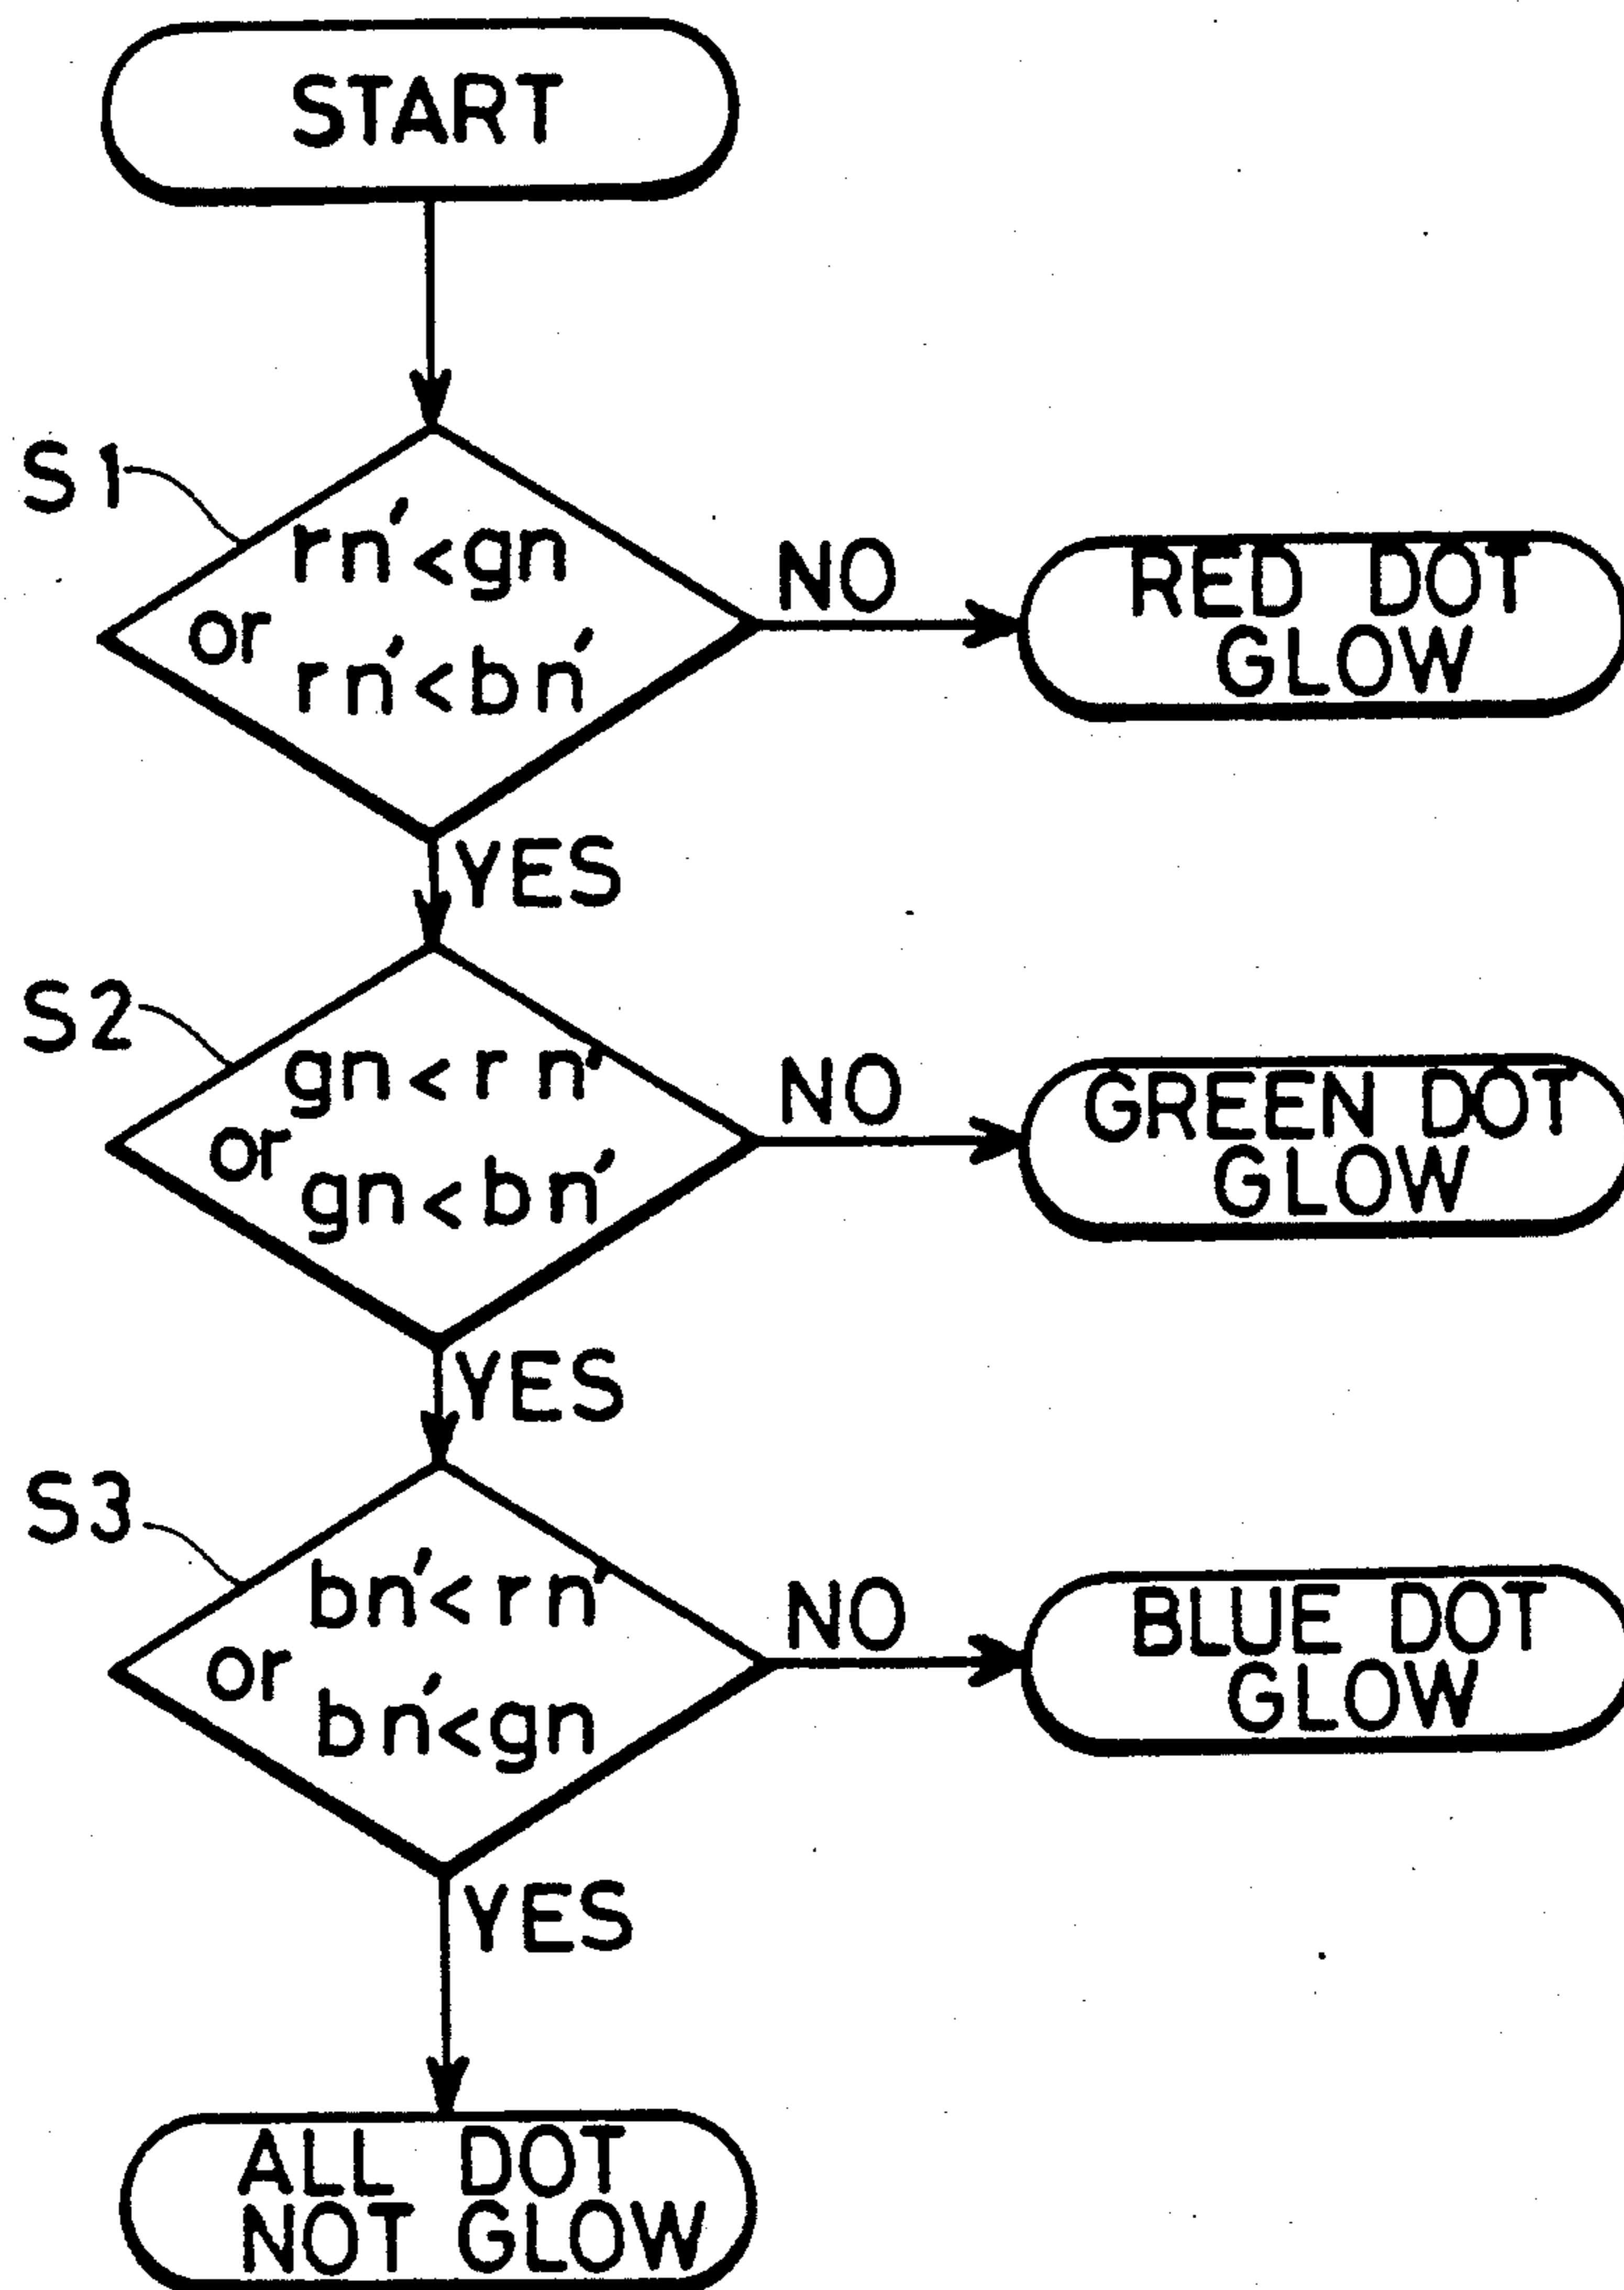 START
S1
rn'<gn
or
rn'<bn'
NO
RED DOT
GLOW
YES
S2
gn<rn'
or
gn<bn'
NO
GREEN DOT
GLOW
YES
S3
bn'<rn'
or
bn'<gn
NO
BLUE DOT
GLOW
YES
ALL DOT
NOT GLOW